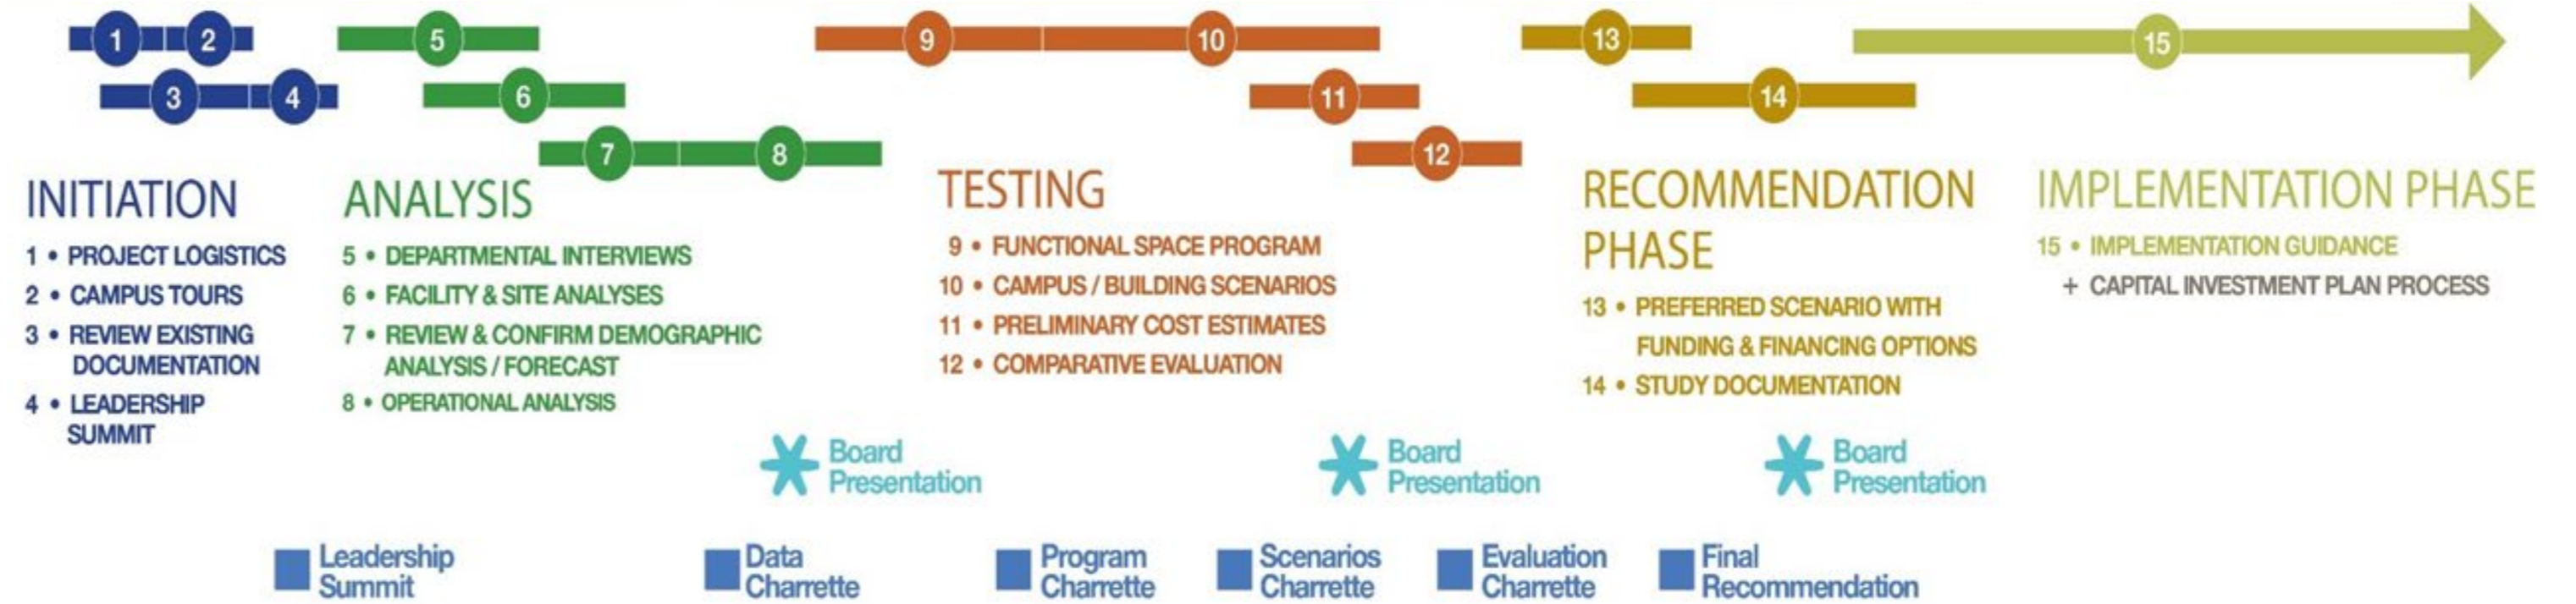 1
2
5
9
10
13
15
3
4
6
11
14
7
8
12
INITIATION
1 • PROJECT LOGISTICS
2 • CAMPUS TOURS
3 • REVIEW EXISTING
DOCUMENTATION
4 • LEADERSHIP
SUMMIT
ANALYSIS
5 • DEPARTMENTAL INTERVIEWS
6 • FACILITY & SITE ANALYSES
7 • REVIEW & CONFIRM DEMOGRAPHIC
ANALYSIS / FORECAST
8 • OPERATIONAL ANALYSIS
TESTING
9 • FUNCTIONAL SPACE PROGRAM
10 • CAMPUS / BUILDING SCENARIOS
11 • PRELIMINARY COST ESTIMATES
12 • COMPARATIVE EVALUATION
RECOMMENDATION
PHASE
13 • PREFERRED SCENARIO WITH
FUNDING & FINANCING OPTIONS
14 • STUDY DOCUMENTATION
IMPLEMENTATION PHASE
15 • IMPLEMENTATION GUIDANCE
+ CAPITAL INVESTMENT PLAN PROCESS
Board
Presentation
Board
Presentation
Board
Presentation
Leadership
Summit
Data
Charrette
Program
Charrette
Scenarios
Charrette
Evaluation
Charrette
Final
Recommendation